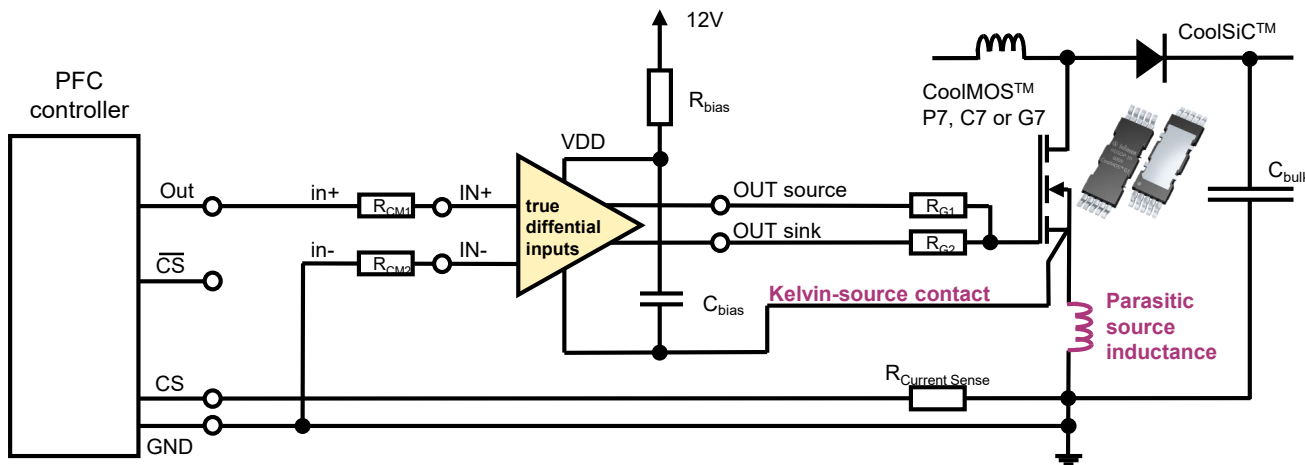 12V
CoolSiC™
PFC
controller
R_bias
CoolMOS™
P7, C7 or G7
VDD
C_bulk
Out
in+
R_CM1
IN+
true
diffential
inputs
OUT source
R_G1
in-
R_CM2
IN-
OUT sink
R_G2
CS
Kelvin-source contact
C_bias
Parasitic
source
inductance
CS
R_Current Sense
GND